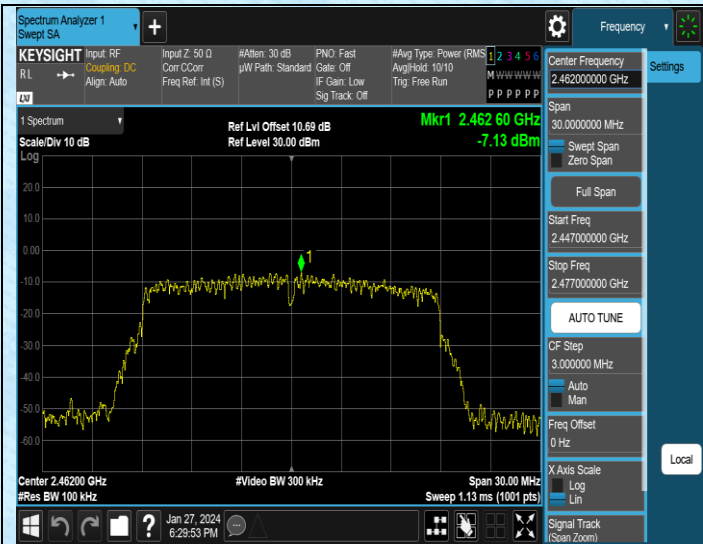 Spectrum Analyzer 1
Swept SA
+
Frequency
KEYSIGHT
RL
LXI
Input: RF
Coupling: DC
Align: Auto
Input Z: 50 Ω
Corr CCorr
Freq Ref: Int (S)
#Atten: 30 dB
µW Path: Standard
PNO: Fast
Gate: Off
IF Gain: Low
Sig Track: Off
#Avg Type: Power (RMS
Avg|Hold: 10/10
Trig: Free Run
1 2 3 4 5 6
M W W W W W
P P P P P P
1 Spectrum
Scale/Div 10 dB
Log
Ref Lvl Offset 10.69 dB
Ref Level 30.00 dBm
Mkr1 2.462 60 GHz
-7.13 dBm
20.0
10.0
0.00
-10.0
-20.0
-30.0
-40.0
-50.0
-60.0
1
Center 2.46200 GHz
#Res BW 100 kHz
#Video BW 300 kHz
Span 30.00 MHz
Sweep 1.13 ms (1001 pts)
Center Frequency
2.462000000 GHz
Span
30.0000000 MHz
Swept Span
Zero Span
Full Span
Start Freq
2.447000000 GHz
Stop Freq
2.477000000 GHz
AUTO TUNE
CF Step
3.000000 MHz
Auto
Man
Freq Offset
0 Hz
X Axis Scale
Log
Lin
Signal Track
(Span Zoom)
Settings
Local
?
Jan 27, 2024
6:29:53 PM